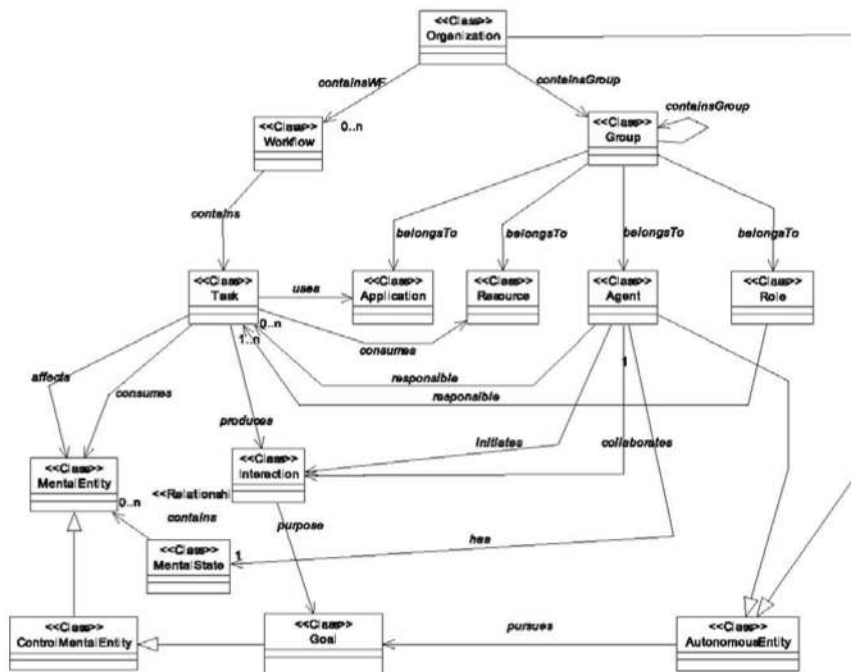 <<Class>>
Organization
containsWF
containsGroup
containsGroup
<<Class>>
Workflow
0..n
<<Class>>
Group
contains
belongsTo
belongsTo
belongsTo
belongsTo
<<Class>>
Task
uses
<<Class>>
Application
<<Class>>
Resource
<<Class>>
Agent
<<Class>>
Role
0..n
1..n
consumes
1
affects
consumes
responsible
responsible
produces
initiates
collaborates
<<Class>>
MentalEntity
0..n
<<Class>>
Interaction
<<Relationshi
contains
purpose
has
<<Class>>
MentalState
1
<<Class>>
ControlMentalEntity
<<Class>>
Goal
pursues
<<Class>>
AutonomousEntity